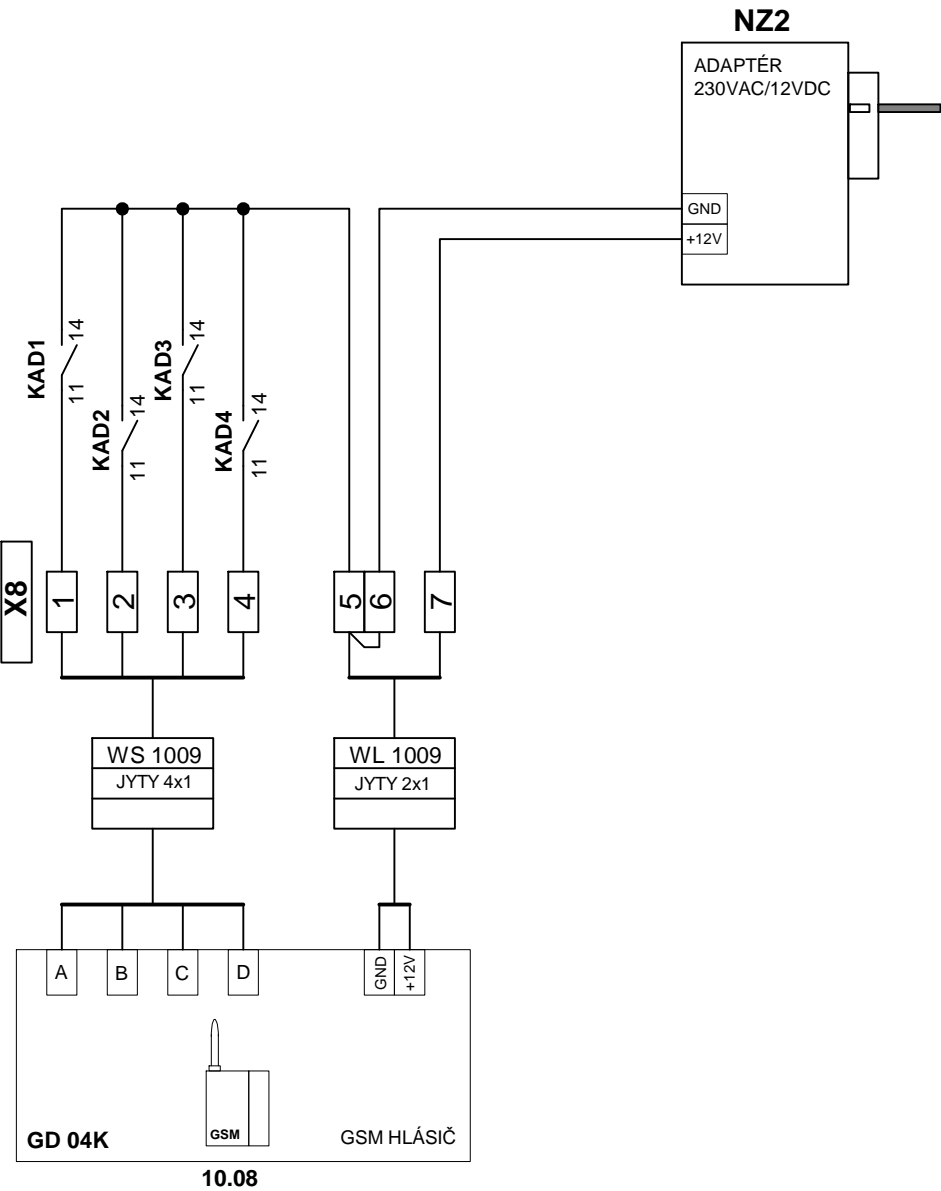 NZ2
ADAPTÉR
230VAC/12VDC
GND
+12V
KAD1
14
11
KAD2
14
11
KAD3
14
11
KAD4
14
11
X8
1
2
3
4
5
6
7
WS 1009
JYTY 4x1
WL 1009
JYTY 2x1
A
B
C
D
GND
+12V
GSM
GD 04K
GSM HLÁSIČ
10.08